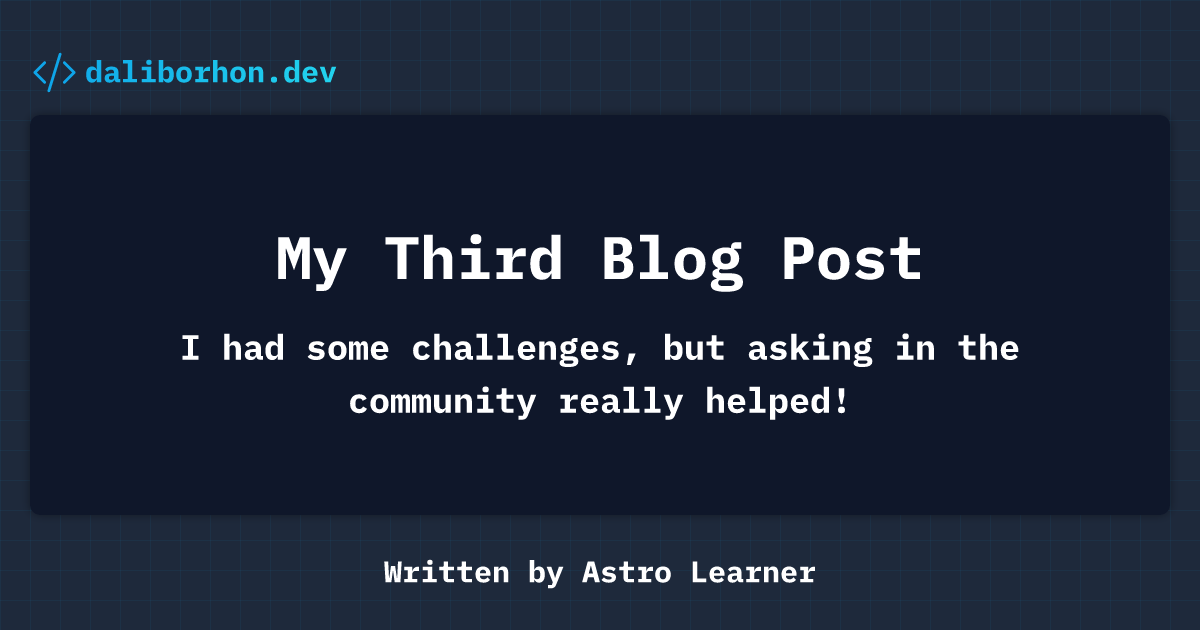 </> daliborhon.dev
My Third Blog Post
I had some challenges, but asking in the
community really helped!
Written by Astro Learner